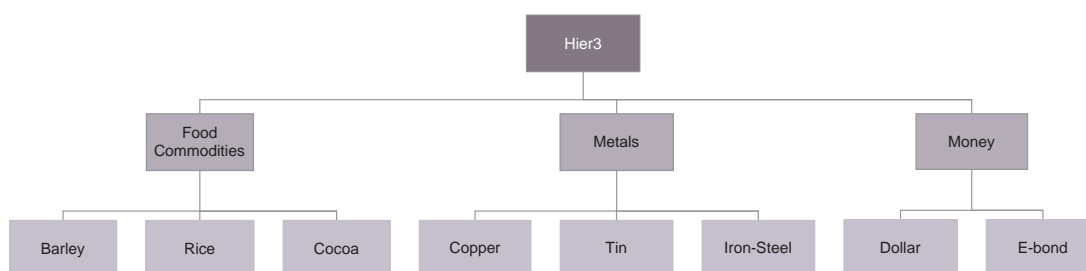 Hier3
Food
Commodities
Metals
Money
Barley
Rice
Cocoa
Copper
Tin
Iron-Steel
Dollar
E-bond